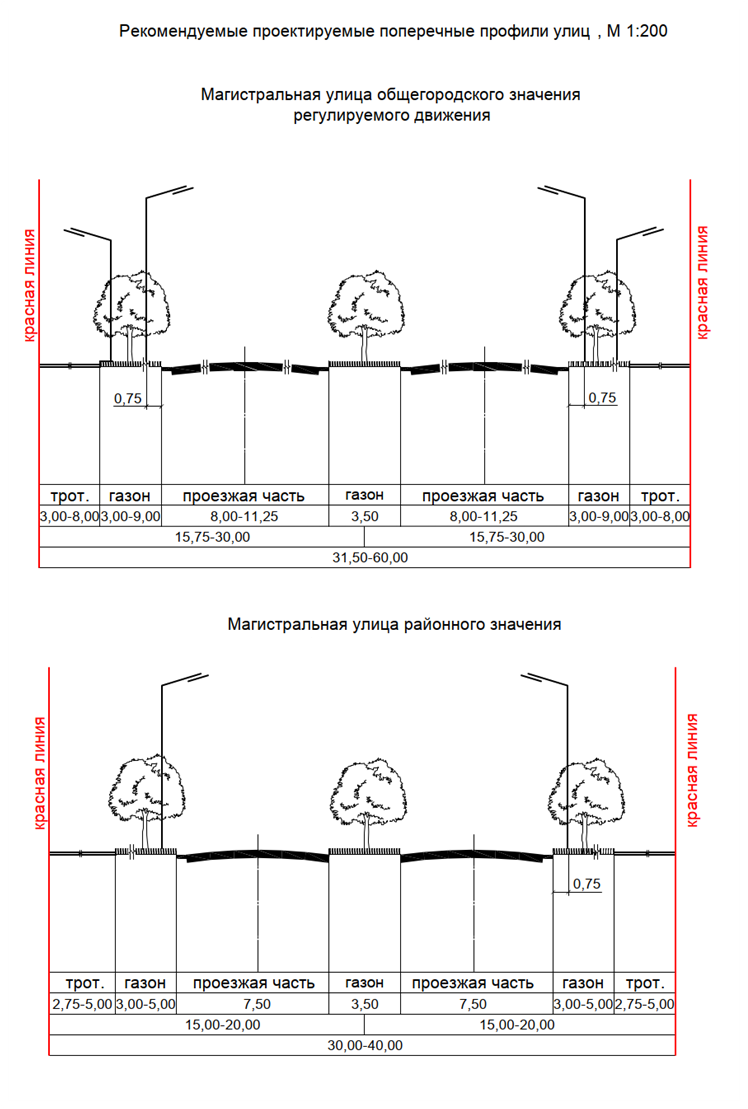 Рекомендуемые проектируемые поперечные профили улиц , М 1:200
Магистральная улица общегородского значения
регулируемого движения
красная линия
красная линия
0,75
0,75
трот. газон проезжая часть газон проезжая часть газон трот.
3,00-8,00 3,00-9,00 8,00-11,25 3,50 8,00-11,25 3,00-9,00 3,00-8,00
15,75-30,00 15,75-30,00
31,50-60,00
Магистральная улица районного значения
красная линия
красная линия
0,75
трот. газон проезжая часть газон проезжая часть газон трот.
2,75-5,00 3,00-5,00 7,50 3,50 7,50 3,00-5,00 2,75-5,00
15,00-20,00 15,00-20,00
30,00-40,00